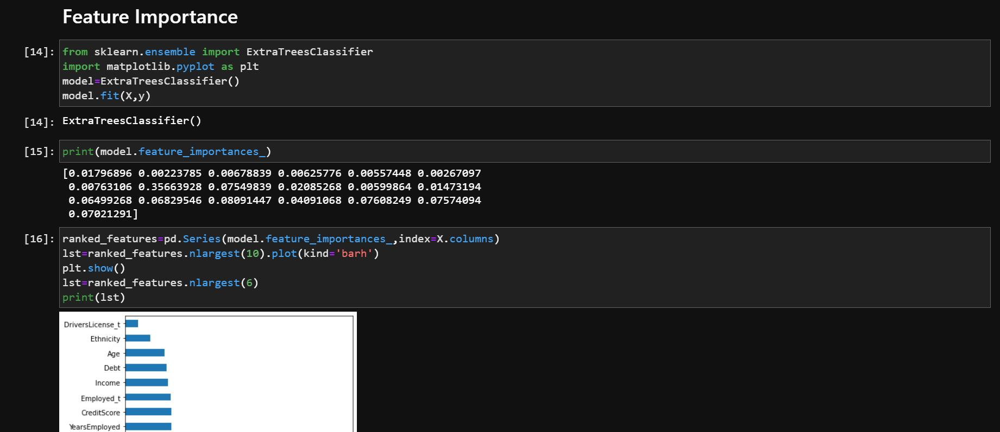 Feature Importance
[14]: from sklearn.ensemble import ExtraTreesClassifier
import matplotlib.pyplot as plt
model=ExtraTreesClassifier()
model.fit(X,y)
[14]: ExtraTreesClassifier()
[15]: print(model.feature_importances_)
[0.01796896 0.00223785 0.00678839 0.00625776 0.00557448 0.00267097
0.00763106 0.35663928 0.07549839 0.02085268 0.00599864 0.01473194
0.06499268 0.06829546 0.08091447 0.04091068 0.07608249 0.07574094
0.07021291]
[16]: ranked_features=pd.Series(model.feature_importances_,index=X.columns)
lst=ranked_features.nlargest(10).plot(kind='barh')
plt.show()
lst=ranked_features.nlargest(6)
print(lst)
DriversLicense_t
Ethnicity
Age
Debt
Income
Employed_t
CreditScore
YearsEmployed